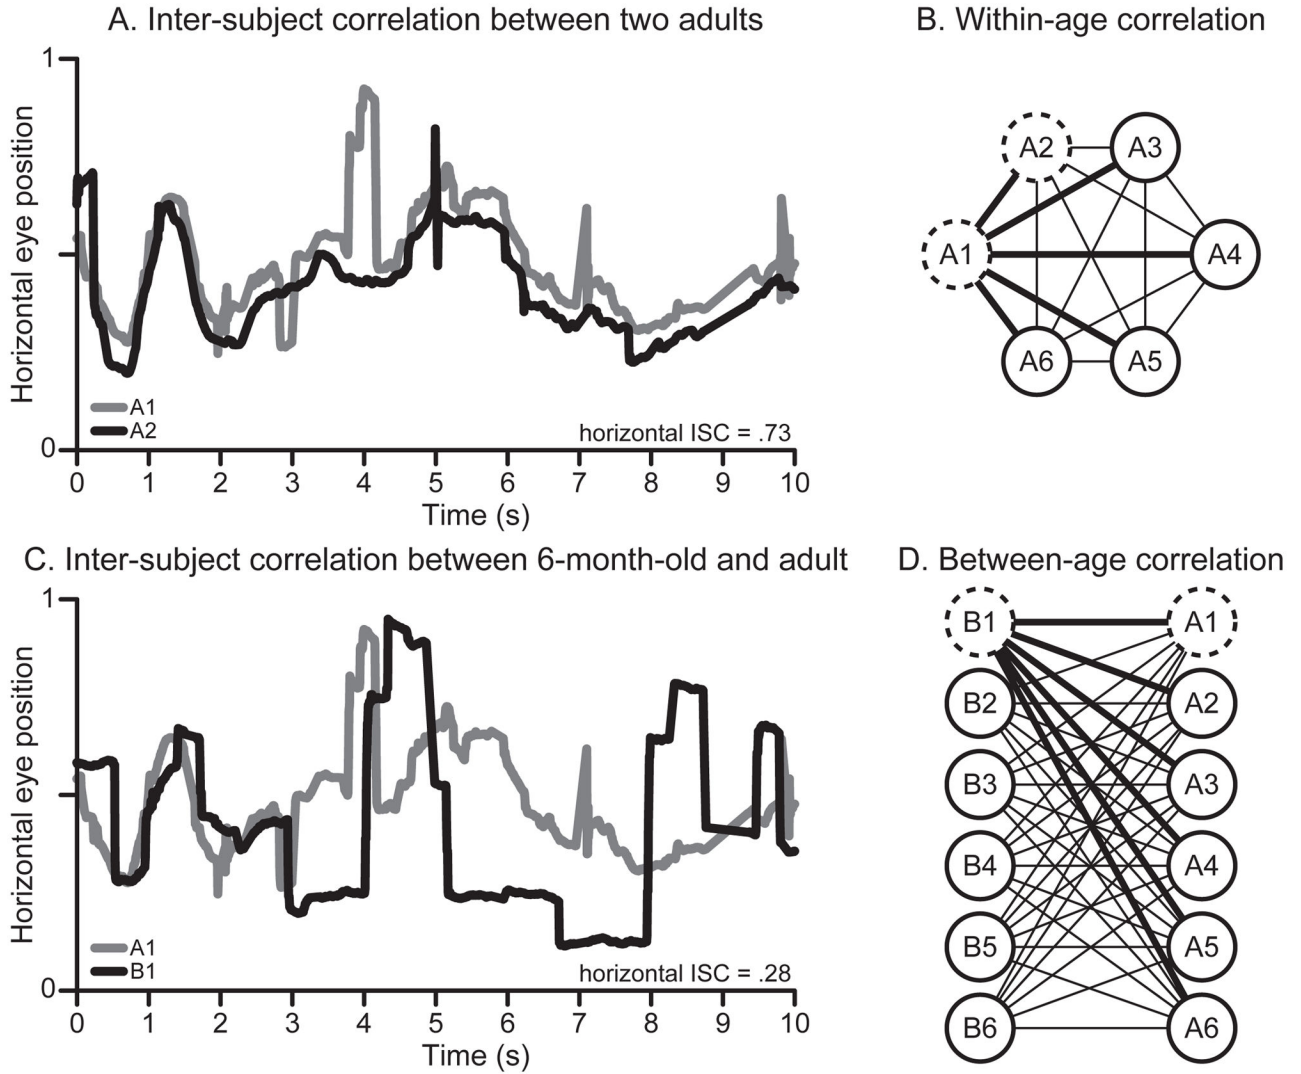 A. Inter-subject correlation between two adults
1
Horizontal eye position
0
A1
A2
horizontal ISC = .73
0 1 2 3 4 5 6 7 8 9 10
Time (s)
B. Within-age correlation
A2 A3
A1 A4
A6 A5
C. Inter-subject correlation between 6-month-old and adult
1
Horizontal eye position
0
A1
B1
horizontal ISC = .28
0 1 2 3 4 5 6 7 8 9 10
Time (s)
D. Between-age correlation
B1 A1
B2 A2
B3 A3
B4 A4
B5 A5
B6 A6